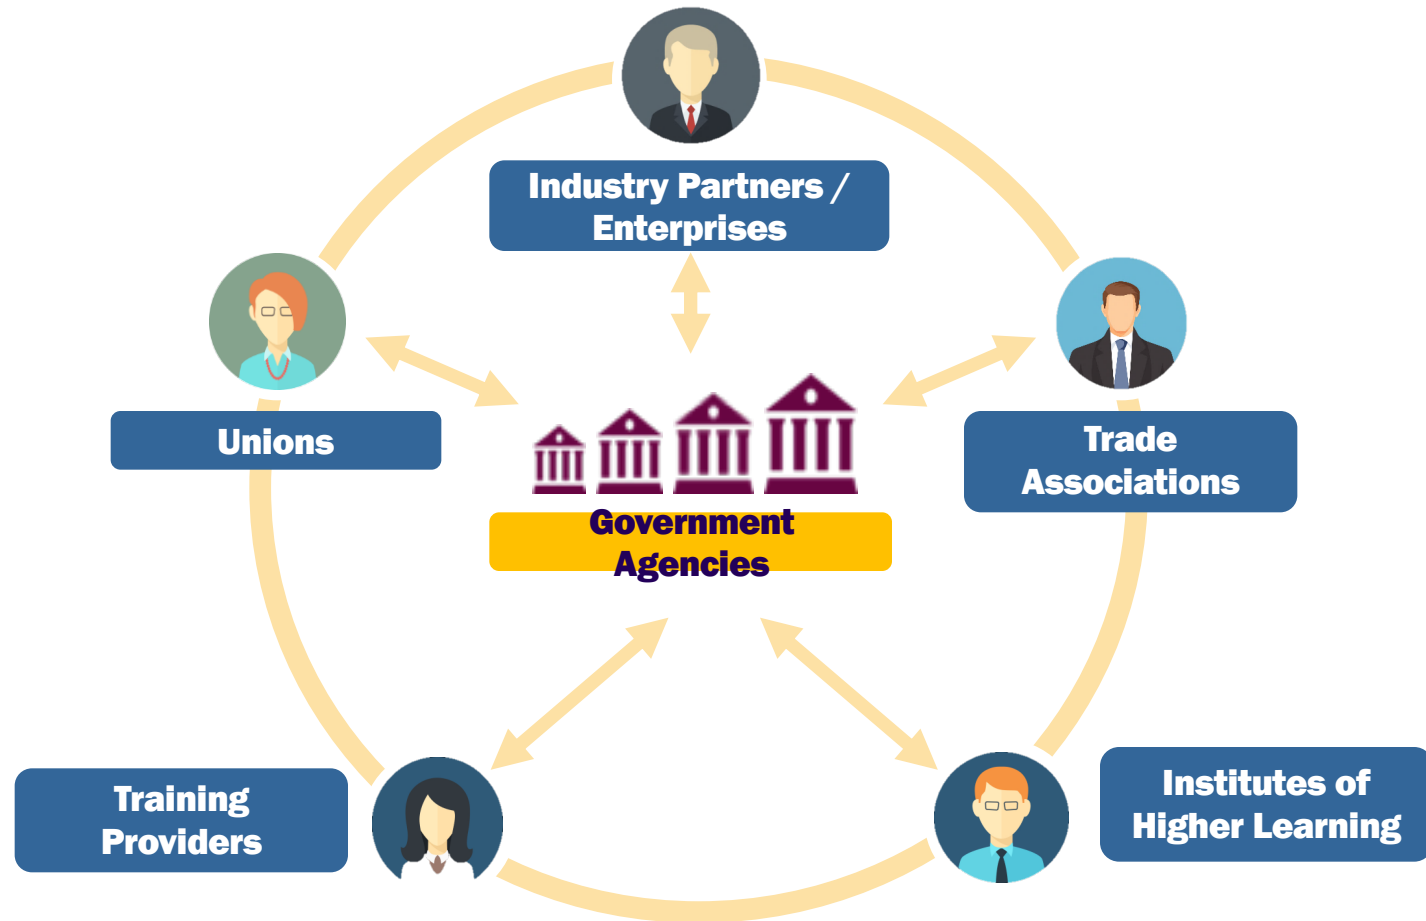 Industry Partners /
Enterprises
Unions
Trade
Associations
Government
Agencies
Training
Providers
Institutes of
Higher Learning